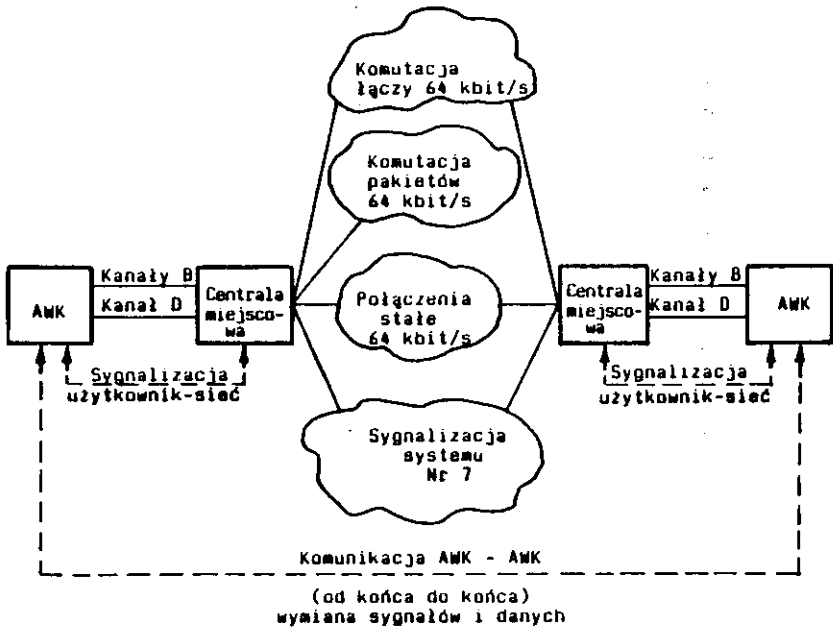 Komutacja
łączy 64 kbit/s
Komutacja
pakietów
64 kbit/s
Kanały B
Kanał D
AWK
Centrala
miejsco-
wa
Połączenia
stałe
64 kbit/s
Centrala
miejsco-
wa
Kanały B
Kanał D
AWK
Sygnalizacja
użytkownik-sieć
Sygnalizacja
użytkownik-sieć
Sygnalizacja
systemu
Nr 7
Komunikacja AWK - AWK
(od końca do końca)
wymiana sygnałów i danych